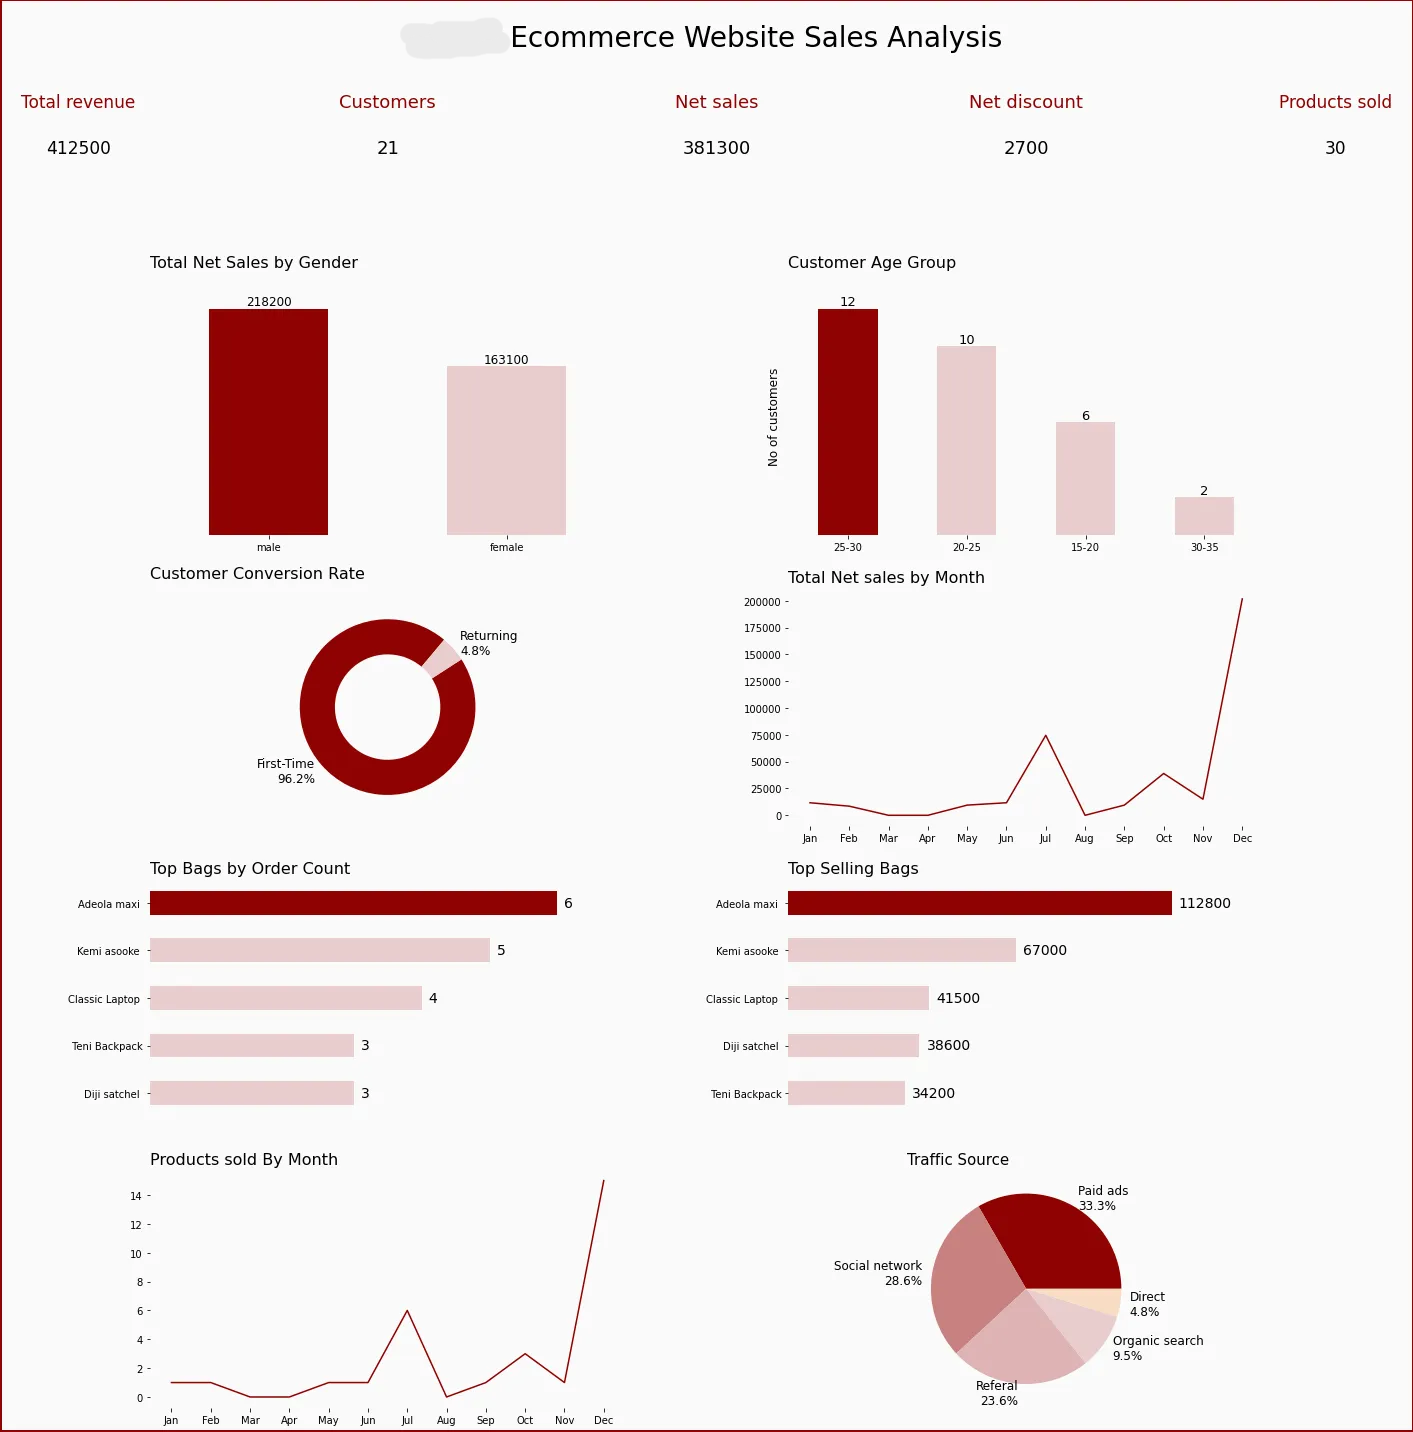 Ecommerce Website Sales Analysis
Total revenue
412500
Customers
21
Net sales
381300
Net discount
2700
Products sold
30
Total Net Sales by Gender
218200
163100
male
female
Customer Age Group
No of customers
12
10
6
2
25-30
20-25
15-20
30-35
Customer Conversion Rate
Returning
4.8%
First-Time
96.2%
Total Net sales by Month
200000
175000
150000
125000
100000
75000
50000
25000
0
Jan Feb Mar Apr May Jun Jul Aug Sep Oct Nov Dec
Top Bags by Order Count
Adeola maxi 6
Kemi asooke 5
Classic Laptop 4
Teni Backpack 3
Diji satchel 3
Top Selling Bags
Adeola maxi 112800
Kemi asooke 67000
Classic Laptop 41500
Diji satchel 38600
Teni Backpack 34200
Products sold By Month
14
12
10
8
6
4
2
0
Jan Feb Mar Apr May Jun Jul Aug Sep Oct Nov Dec
Traffic Source
Paid ads
33.3%
Social network
28.6%
Direct
4.8%
Organic search
9.5%
Referal
23.6%